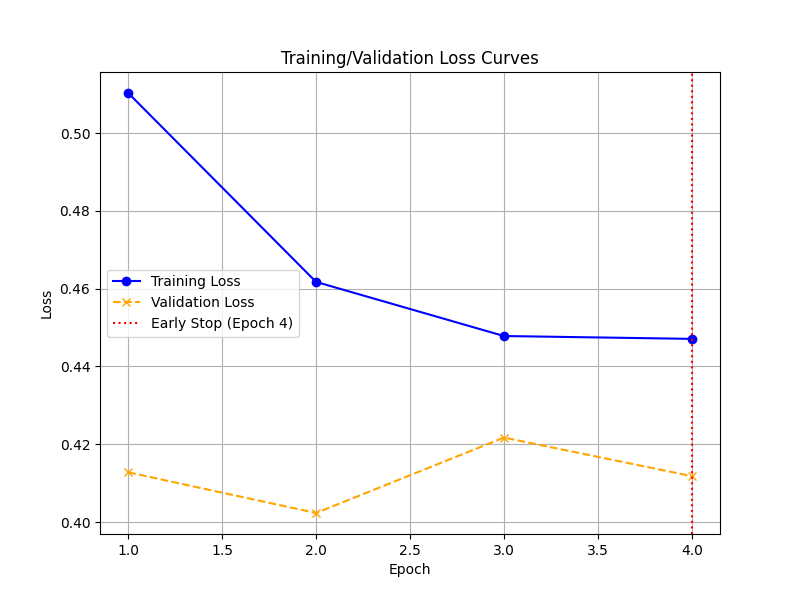 Training/Validation Loss Curves
0.50
0.48
0.46
0.44
0.42
0.40
Loss
Training Loss
Validation Loss
Early Stop (Epoch 4)
1.0 1.5 2.0 2.5 3.0 3.5 4.0
Epoch